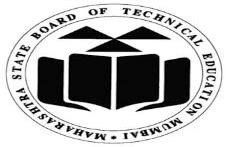 MAHARASHTRA STATE BOARD OF TECHNICAL EDUCATION MUMBAI *